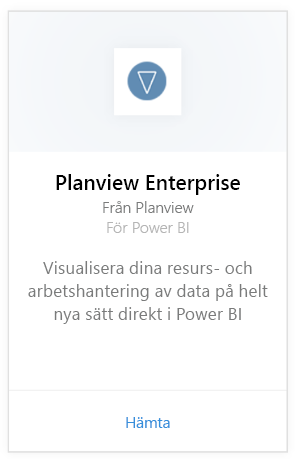 Planview Enterprise
Från Planview
För Power BI
Visualisera dina resurs- och
arbetshantering av data på helt
nya sätt direkt i Power BI
Hämta